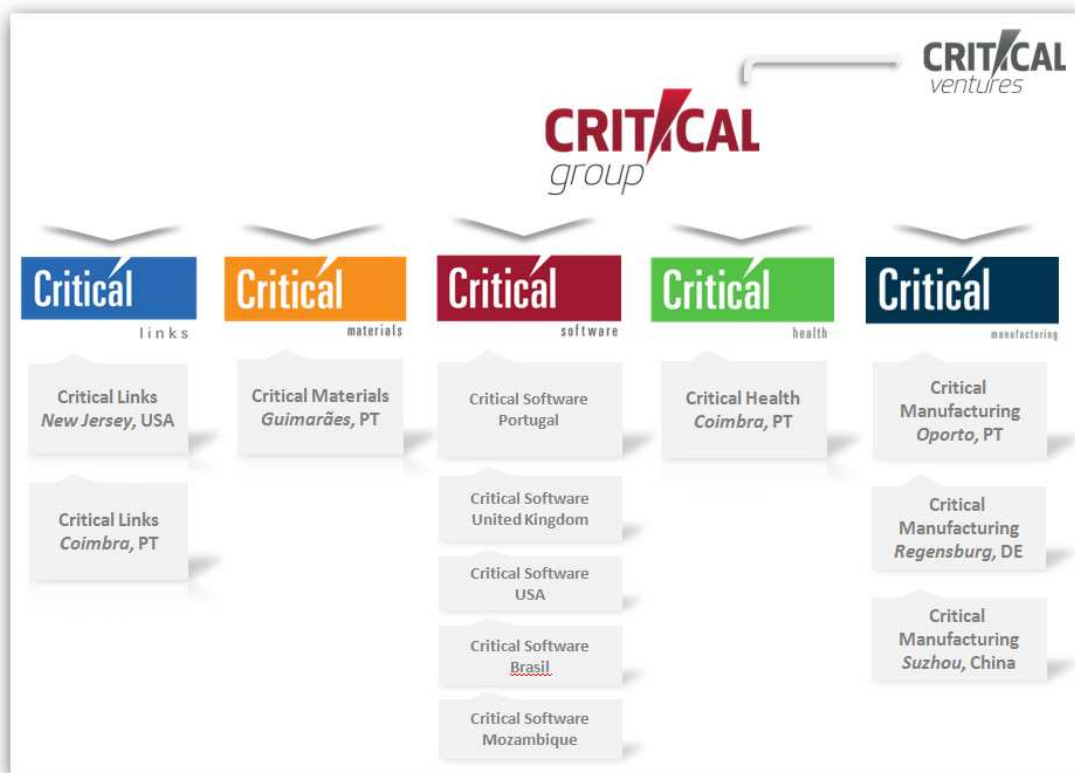 CRITICAL
ventures
CRITICAL
group
Critical
links
Critical
materials
Critical
software
Critical
health
Critical
manufacturing
Critical Links
New Jersey, USA
Critical Links
Coimbra, PT
Critical Materials
Guimarães, PT
Critical Software
Portugal
Critical Software
United Kingdom
Critical Software
USA
Critical Software
Brasil
Critical Software
Mozambique
Critical Health
Coimbra, PT
Critical
Manufacturing
Oporto, PT
Critical
Manufacturing
Regensburg, DE
Critical
Manufacturing
Suzhou, China